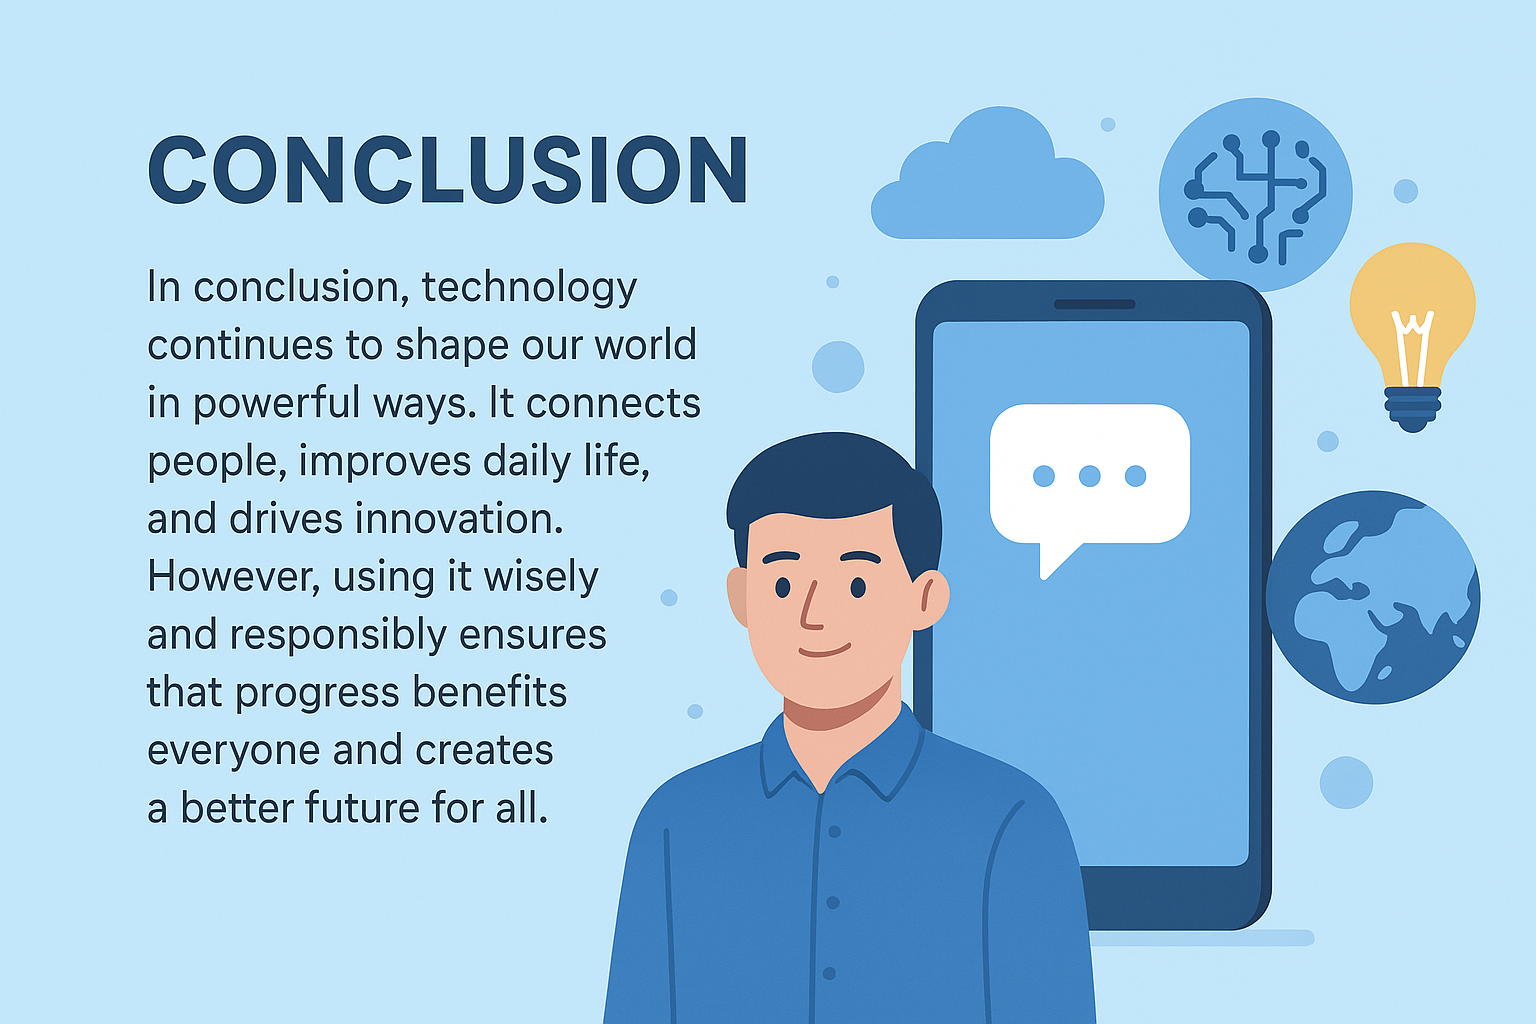 CONCLUSION
In conclusion, technology
continues to shape our world
in powerful ways. It connects
people, improves daily life,
and drives innovation.
However, using it wisely
and responsibly ensures
that progress benefits
everyone and creates
a better future for all.